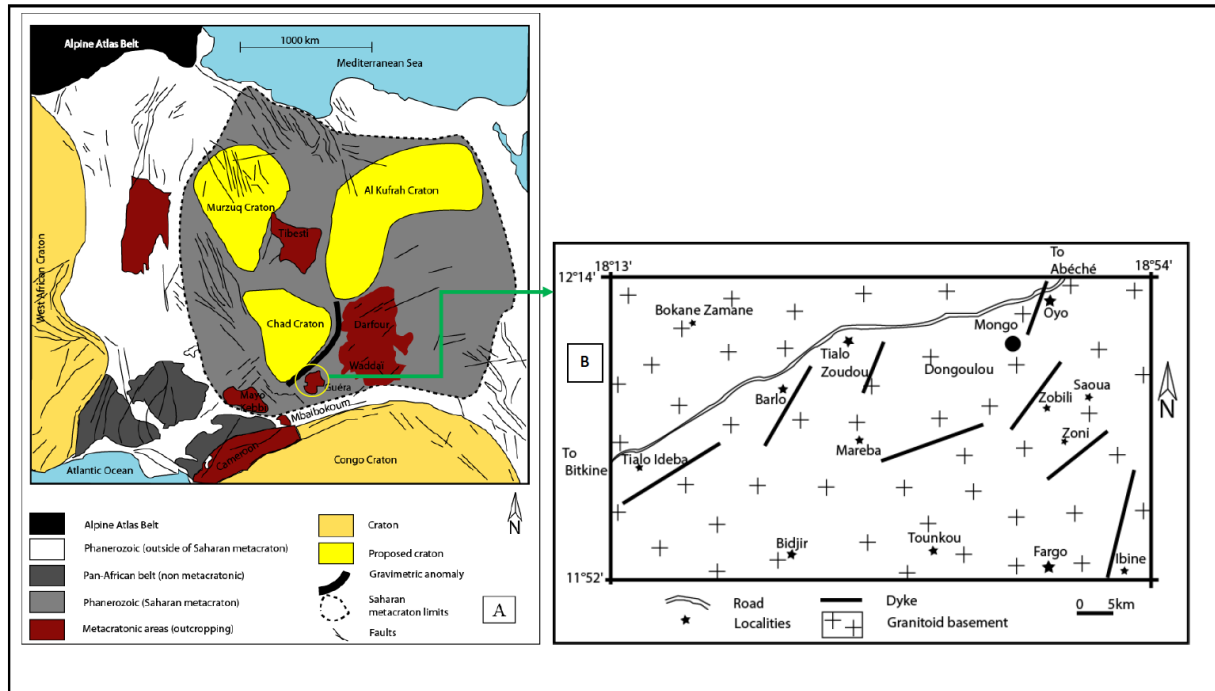 Alpine Atlas Belt
1000 km
Mediterranean Sea
West African Craton
Murzuq Craton
Al Kufrah Craton
Tibesti
Chad Craton
Darfour
Waddaï
Guéra
Mayo
Kebbi
Mbaïbokoum
Cameroon
Congo Craton
Atlantic Ocean
N
Alpine Atlas Belt
Phanerozoic (outside of Saharan metacraton)
Pan-African belt (non metacratonic)
Phanerozoic (Saharan metacraton)
Metacratonic areas (outcropping)
Craton
Proposed craton
Gravimetric anomaly
Saharan
metacraton limits
Faults
A
B
To
Abéché
12°14'
18°13'
18°54'
Bokane Zamane
Oyo
Mongo
Tialo
Zoudou
Dongoulou
Barlo
Saoua
Zobili
Zoni
Mareba
To
Bitkine
Tialo Ideba
Bidjir
Tounkou
Fargo
Ibine
11°52'
N
Road
Localities
Dyke
Granitoid basement
0 5km